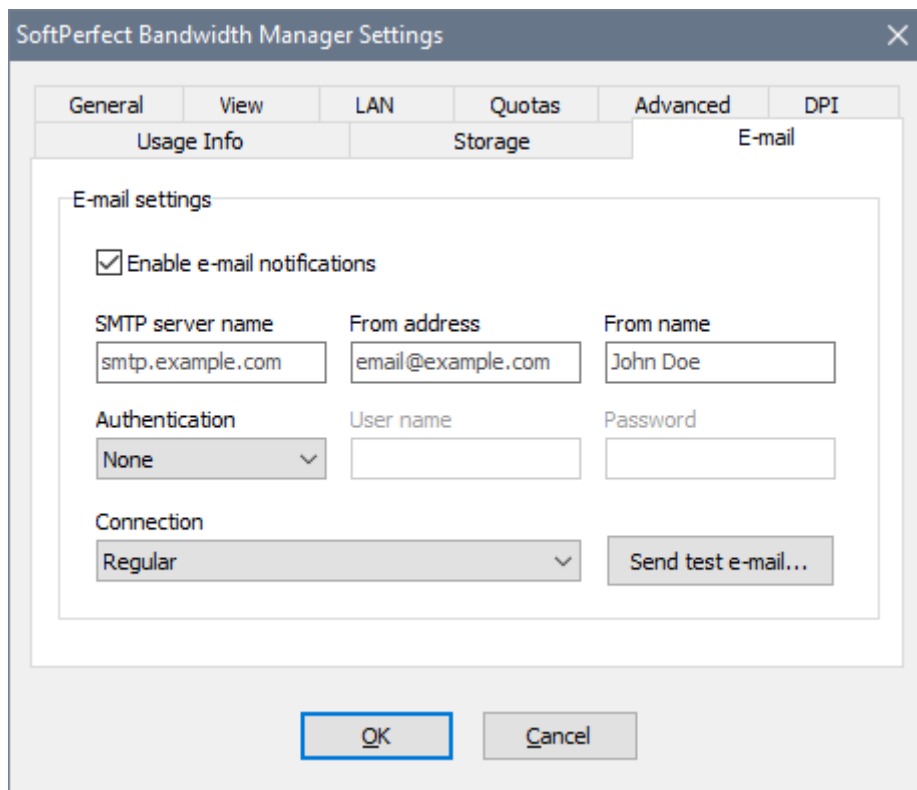 SoftPerfect Bandwidth Manager Settings
General View LAN Quotas Advanced DPI
Usage Info Storage E-mail
E-mail settings
Enable e-mail notifications
SMTP server name From address From name
smtp.example.com email@example.com John Doe
Authentication User name Password
None
Connection
Regular Send test e-mail...
OK Cancel